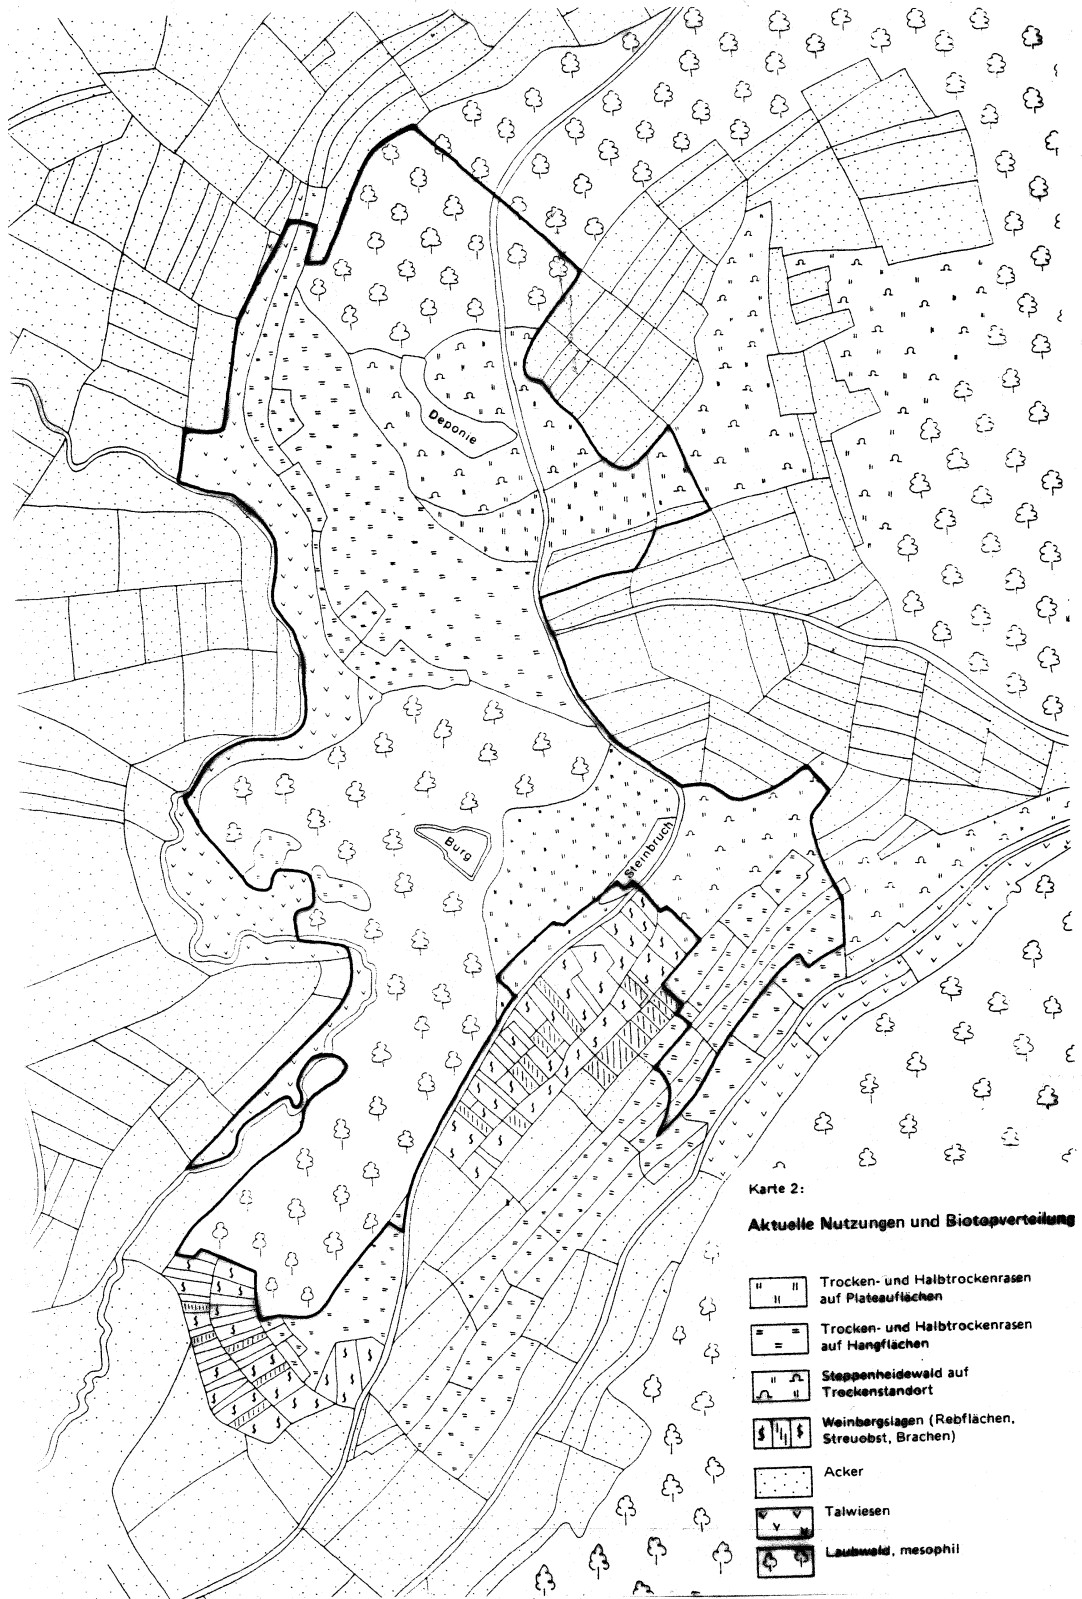 Deponie
Burg
Steinbruch
Karte 2:
Aktuelle Nutzungen und Biotopverteilung
Trocken- und Halbtrockenrasen
auf Plateauflächen
Trocken- und Halbtrockenrasen
auf Hangflächen
Steppenheidewald auf
Trockenstandort
Weinbergslagen (Rebflächen,
Streuobst, Brachen)
Acker
Talwiesen
Laubwald, mesophil